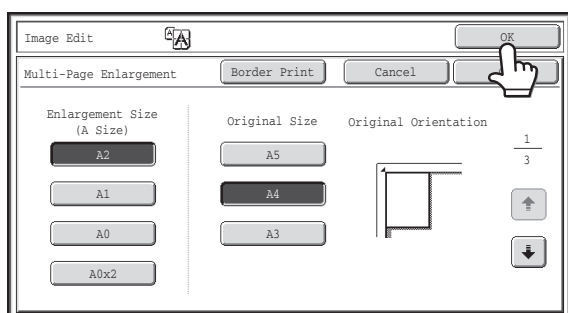 Image Edit
OK
Multi-Page Enlargement
Border Print
Cancel
Enlargement Size
(A Size)
Original Size
Original Orientation
A2
A1
A0
A0x2
A5
A4
A3
1
3